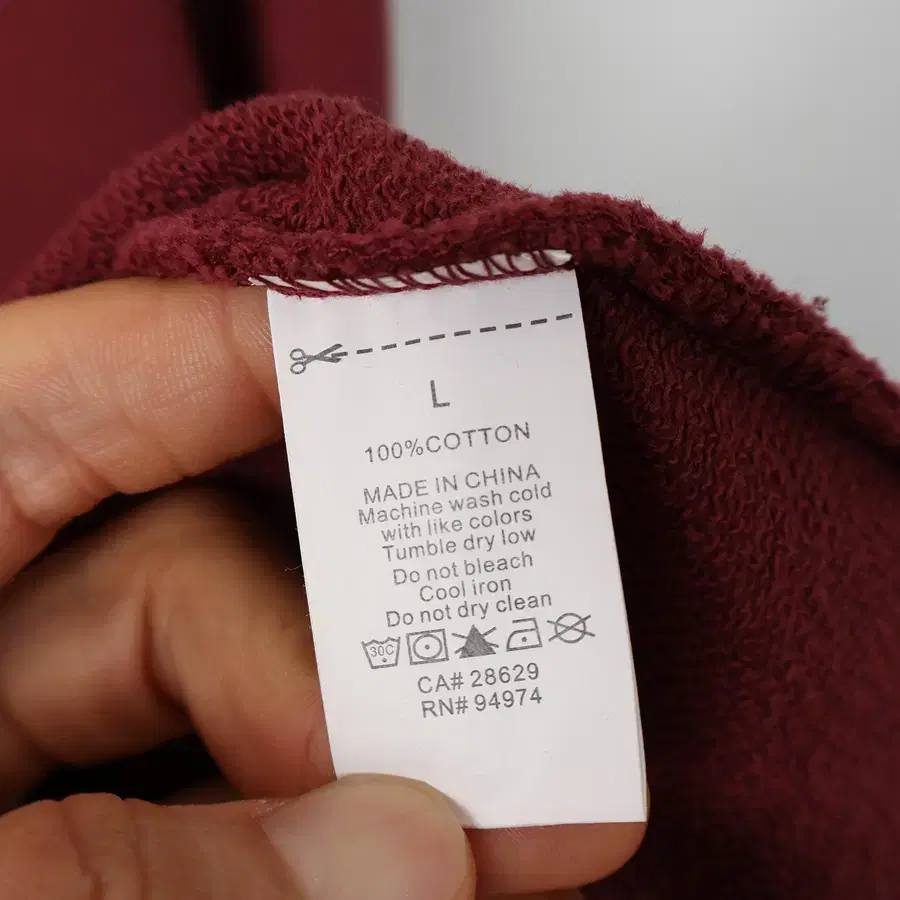 L
100%COTTON
MADE IN CHINA
Machine wash cold
with like colors
Tumble dry low
Do not bleach
Cool iron
Do not dry clean
30C
CA# 28629
RN# 94974